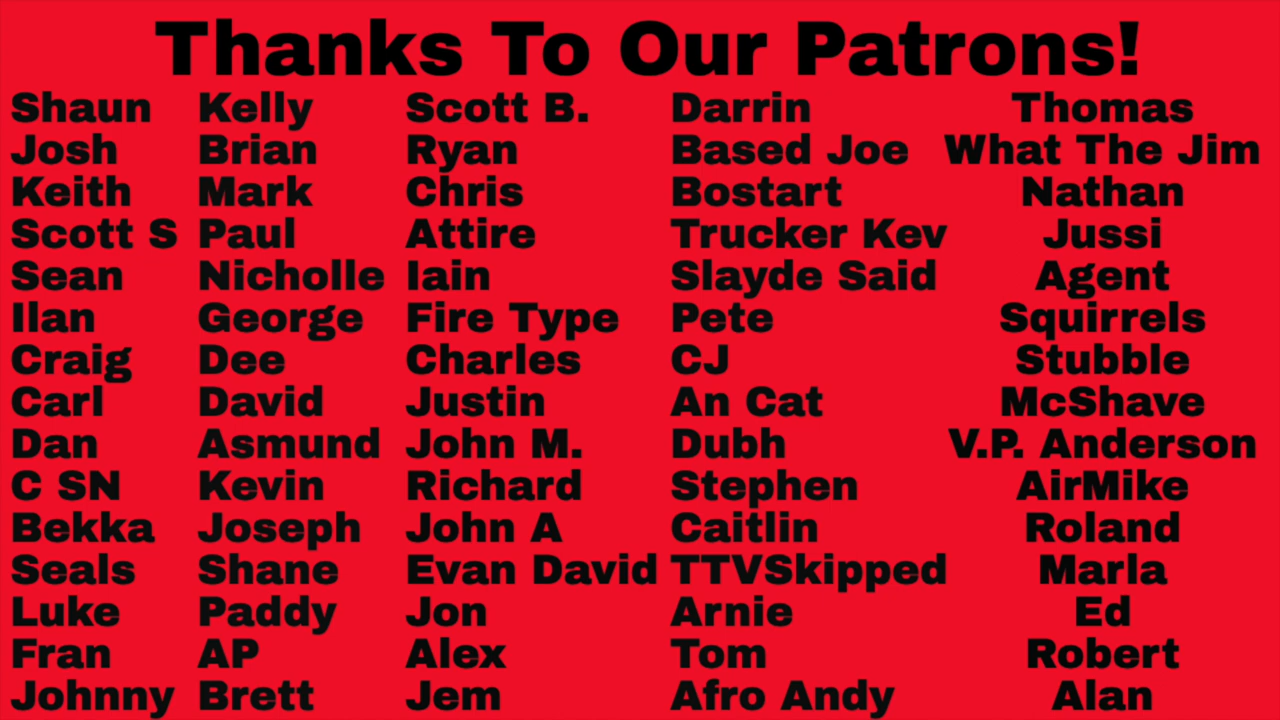 Thanks To Our Patrons!
Shaun
Josh
Keith
Scott S
Sean
Ilan
Craig
Carl
Dan
C SN
Bekka
Seals
Luke
Fran
Johnny
Kelly
Brian
Mark
Paul
Nicholle
George
Dee
David
Asmund
Kevin
Joseph
Shane
Paddy
AP
Brett
Scott B.
Ryan
Chris
Attire
Iain
Fire Type
Charles
Justin
John M.
Richard
John A
Evan David
Jon
Alex
Jem
Darrin
Based Joe
Bostart
Trucker Kev
Slayde Said
Pete
CJ
An Cat
Dubh
Stephen
Caitlin
TTVSkipped
Arnie
Tom
Afro Andy
Thomas
What The Jim
Nathan
Jussi
Agent
Squirrels
Stubble
McShave
V.P. Anderson
AirMike
Roland
Marla
Ed
Robert
Alan